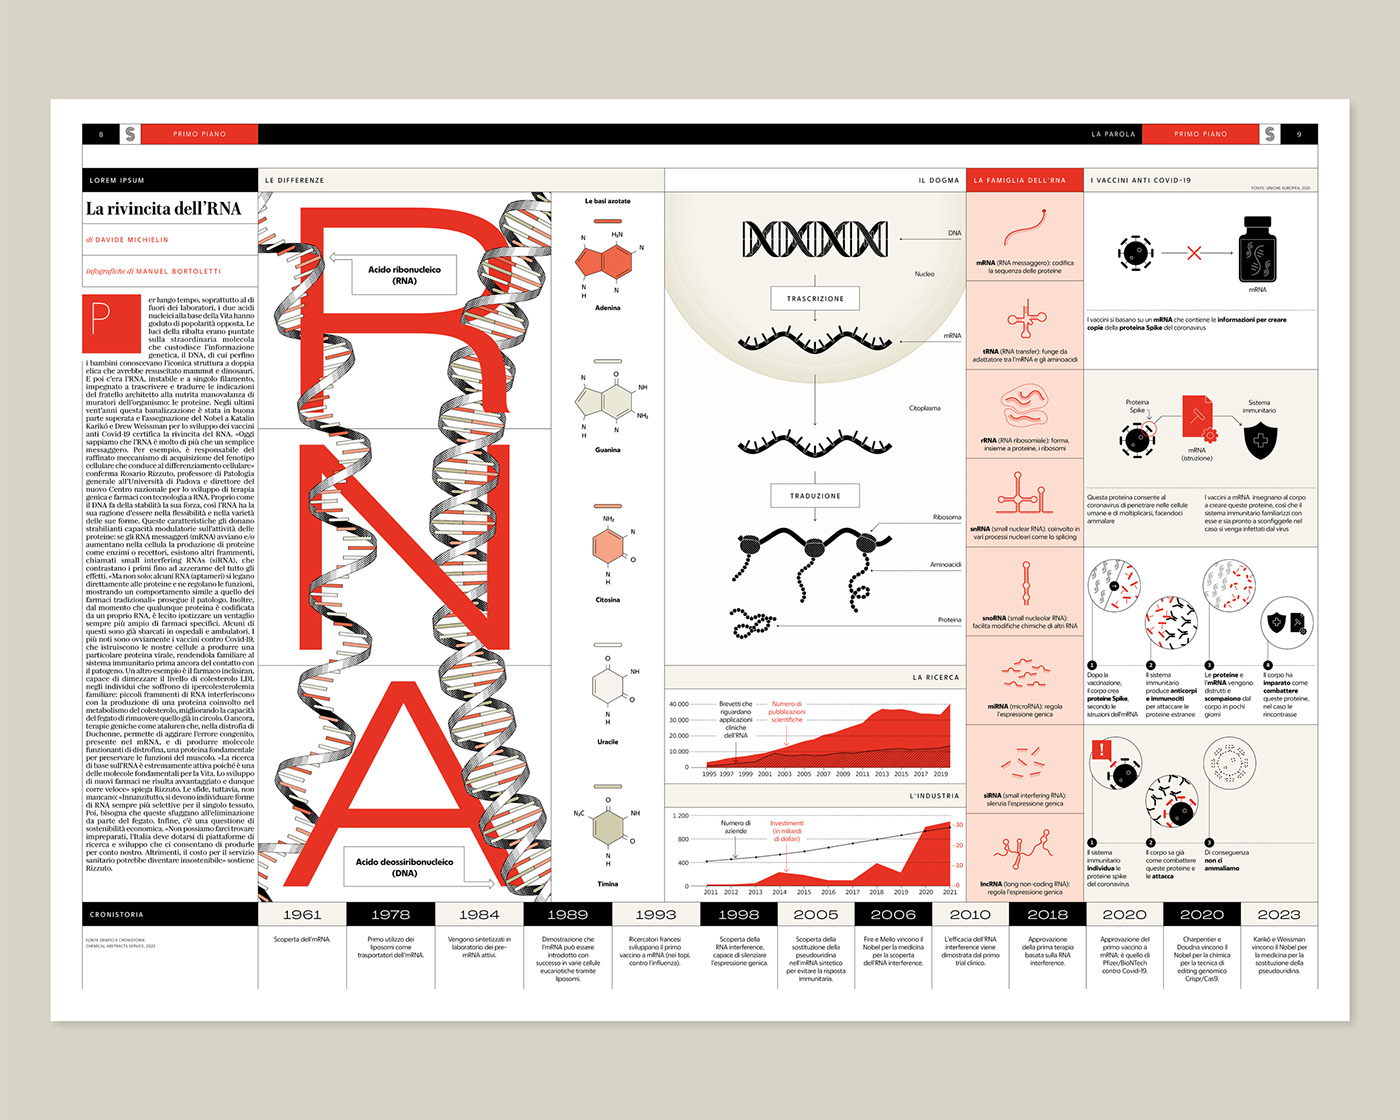 8
S
PRIMO PIANO
LA PAROLA
PRIMO PIANO
S
9
LOREM IPSUM
La rivincita dell'RNA
di DAVIDE MICHIELIN
infografiche di MANUEL BORTOLETTI
P
er lungo tempo, soprattutto al di
fuori dei laboratori, i due acidi
nucleici alla base della Vita hanno
goduto di popolarità opposta. Le
luci della ribalta erano puntate
sulla straordinaria molecola
che custodisce l'informazione
genetica, il DNA, di cui perfino
i bambini conoscevano l'iconica struttura a doppia
elica che avrebbe resuscitato mammut e dinosauri.
E poi c'era l'RNA, instabile e a singolo filamento,
impegnato a trascrivere e tradurre le indicazioni
del fratello architetto alla nutrita manovalanza di
muratori dell'organismo: le proteine. Negli ultimi
vent'anni questa banalizzazione è stata in buona
parte superata e l'assegnazione del Nobel a Katalin
Karikó e Drew Weissman per lo sviluppo dei vaccini
anti Covid-19 certifica la rivincita del RNA. «Oggi
sappiamo che l'RNA è molto di più che un semplice
messaggero. Per esempio, è responsabile del
raffinato meccanismo di acquisizione del fenotipo
cellulare che conduce al differenziamento cellulare»
conferma Rosario Rizzuto, professore di Patologia
generale all'Università di Padova e direttore del
nuovo Centro nazionale per lo sviluppo di terapia
genica e farmaci con tecnologia a RNA. Proprio come
il DNA fa della stabilità la sua forza, così l'RNA ha la
sua ragione d'essere nella flessibilità e nella varietà
delle sue forme. Queste caratteristiche gli donano
strabilianti capacità modulatorie sull'attività delle
proteine: se gli RNA messaggeri (mRNA) avviano e/o
aumentano nella cellula la produzione di proteine
come enzimi o recettori, esistono altri frammenti,
chiamati small interfering RNAs (siRNA), che
contrastano i primi fino ad azzerarne del tutto gli
effetti. «Ma non solo: alcuni RNA (aptameri) si legano
direttamente alle proteine e ne regolano le funzioni,
mostrando un comportamento simile a quello dei
farmaci tradizionali» prosegue il patologo. Inoltre,
dal momento che qualunque proteina è codificata
da un proprio RNA, è lecito ipotizzare un ventaglio
sempre più ampio di farmaci specifici. Alcuni di
questi sono già sbarcati in ospedali e ambulatori. I
più noti sono ovviamente i vaccini contro Covid-19,
che istruiscono le nostre cellule a produrre una
particolare proteina virale, rendendola familiare al
sistema immunitario prima ancora del contatto con
il patogeno. Un altro esempio è il farmaco inclisiran,
capace di dimezzare il livello di colesterolo LDL
negli individui che soffrono di ipercolesterolemia
familiare: piccoli frammenti di RNA interferiscono
con la produzione di una proteina coinvolta nel
metabolismo del colesterolo, migliorando la capacità
del fegato di rimuovere quello già in circolo. O ancora,
terapie geniche come ataluren che, nella distrofia di
Duchenne, permette di aggirare l'errore congenito,
presente nel mRNA, e di produrre molecole
funzionanti di distrofina, una proteina fondamentale
per preservare le funzioni del muscolo. «La ricerca
di base sull'RNA è estremamente attiva poiché è una
delle molecole fondamentali per la Vita. Lo sviluppo
di nuovi farmaci ne risulta avvantaggiato e dunque
corre veloce» spiega Rizzuto. Le sfide, tuttavia, non
mancano: «Innanzitutto, si devono individuare forme
di RNA sempre più selettive per il singolo tessuto.
Poi, bisogna che queste sfuggano all'eliminazione
da parte del fegato. Infine, c'è una questione di
sostenibilità economica. «Non possiamo farci trovare
impreparati, l'Italia deve dotarsi di piattaforme di
ricerca e sviluppo che ci consentano di produrle
per conto nostro. Altrimenti, il costo per il servizio
sanitario potrebbe diventare insostenibile» sostiene
Rizzuto.
LE DIFFERENZE
RNA
Acido ribonucleico
(RNA)
Acido deossiribonucleico
(DNA)
Le basi azotate
H₂N
N
N
N
N
H
Adenina
O
N
NH
N
N
NH₂
H
Guanina
NH₂
N
O
N
H
Citosina
O
NH
O
N
H
Uracile
O
N₃C
NH
O
N
H
Timina
IL DOGMA
DNA
Nucleo
TRASCRIZIONE
mRNA
Citoplasma
TRADUZIONE
Ribosoma
Aminoacidi
Proteina
LA RICERCA
40.000
30.000
20.000
10.000
0
Brevetti che
riguardano
applicazioni
cliniche
dell'RNA
Numero di
pubblicazioni
scientifiche
1995 1997 1999 2001 2003 2005 2007 2009 2011 2013 2015 2017 2019
L'INDUSTRIA
1.200
800
400
0
Numero di
aziende
Investimenti
(in miliardi
di dollari)
30
20
10
0
2011 2012 2013 2014 2015 2016 2017 2018 2019 2020 2021
LA FAMIGLIA DELL'RNA
mRNA (RNA messaggero): codifica
la sequenza delle proteine
tRNA (RNA transfer): funge da
adattatore tra l'mRNA e gli aminoacidi
rRNA (RNA ribosomiale): forma,
insieme a proteine, i ribosomi
snRNA (small nuclear RNA): coinvolto in
vari processi nucleari come lo splicing
snoRNA (small nucleolar RNA):
facilita modifiche chimiche di altri RNA
miRNA (microRNA): regola
l'espressione genica
siRNA (small interfering RNA):
silenzia l'espressione genica
lncRNA (long non-coding RNA):
regola l'espressione genica
I VACCINI ANTI COVID-19
FONTE: UNIONE EUROPEA, 2021
mRNA
I vaccini si basano su un mRNA che contiene le informazioni per creare
copie della proteina Spike del coronavirus
Proteina
Spike
mRNA
(istruzione)
Sistema
immunitario
Questa proteina consente al
coronavirus di penetrare nelle cellule
umane e di moltiplicarsi, facendoci
ammalare
I vaccini a mRNA insegnano al corpo
a creare queste proteine, così che il
sistema immunitario familiarizzi con
esse e sia pronto a sconfiggerle nel
caso si venga infettati dal virus
1
Dopo la
vaccinazione,
il corpo crea
proteine Spike,
secondo le
istruzioni dell'mRNA
2
Il sistema
immunitario
produce anticorpi
e immunociti
per attaccare le
proteine estranee
3
Le proteine e
l'mRNA vengono
distrutti e
scompaiono dal
corpo in pochi
giorni
4
Il corpo ha
imparato come
combattere
queste proteine,
nel caso le
rincontrasse
!
1
Il sistema
immunitario
individua le
proteine spike
del coronavirus
2
Il corpo sa già
come combattere
queste proteine e
le attacca
3
Di conseguenza
non ci
ammaliamo
CRONISTORIA
FONTE GRAFICI E CRONISTORIA:
CHEMICAL ABSTRACTS SERVICE, 2022
1961
Scoperta dell'mRNA.
1978
Primo utilizzo dei
liposomi come
trasportatori dell'mRNA.
1984
Vengono sintetizzati in
laboratorio dei pre-
mRNA attivi.
1989
Dimostrazione che
l'mRNA può essere
introdotto con
successo in varie cellule
eucariotiche tramite
liposomi.
1993
Ricercatori francesi
sviluppano il primo
vaccino a mRNA (nei topi,
contro l'influenza).
1998
Scoperta della
RNA interference,
capace di silenziare
l'espressione genica.
2005
Scoperta della
sostituzione della
pseudouridina
nell'mRNA sintetico
per evitare la risposta
immunitaria.
2006
Fire e Mello vincono il
Nobel per la medicina
per la scoperta
dell'RNA interference.
2010
L'efficacia dell'RNA
interference viene
dimostrata dal primo
trial clinico.
2018
Approvazione
della prima terapia
basata sulla RNA
interference.
2020
Approvazione del
primo vaccino a
mRNA: è quello di
Pfizer/BioNTech
contro Covid-19.
2020
Charpentier e
Doudna vincono il
Nobel per la chimica
per la tecnica di
editing genomico
Crispr/Cas9.
2023
Karikó e Weissman
vincono il Nobel per
la medicina per la
sostituzione della
pseudouridina.